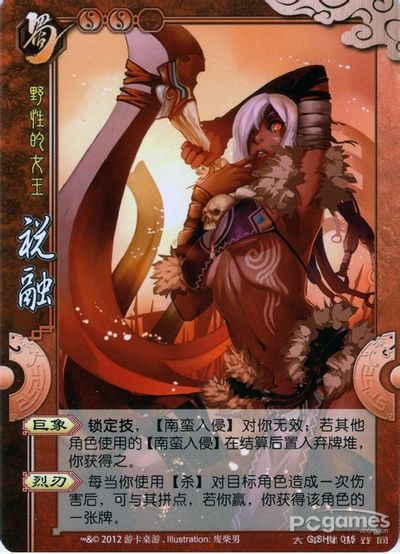 蜀
野性的女王
祝融
巨象 锁定技,【南蛮入侵】对你无效;若其他
角色使用的【南蛮入侵】在结算后置入弃牌堆,
你获得之。
烈刃 每当你使用【杀】对目标角色造成一次伤
害后,可与其拼点,若你赢,你获得该角色的
一张牌。
™&© 2012 游卡桌游, Illustration: 废柴男
PCgames
.com.cn